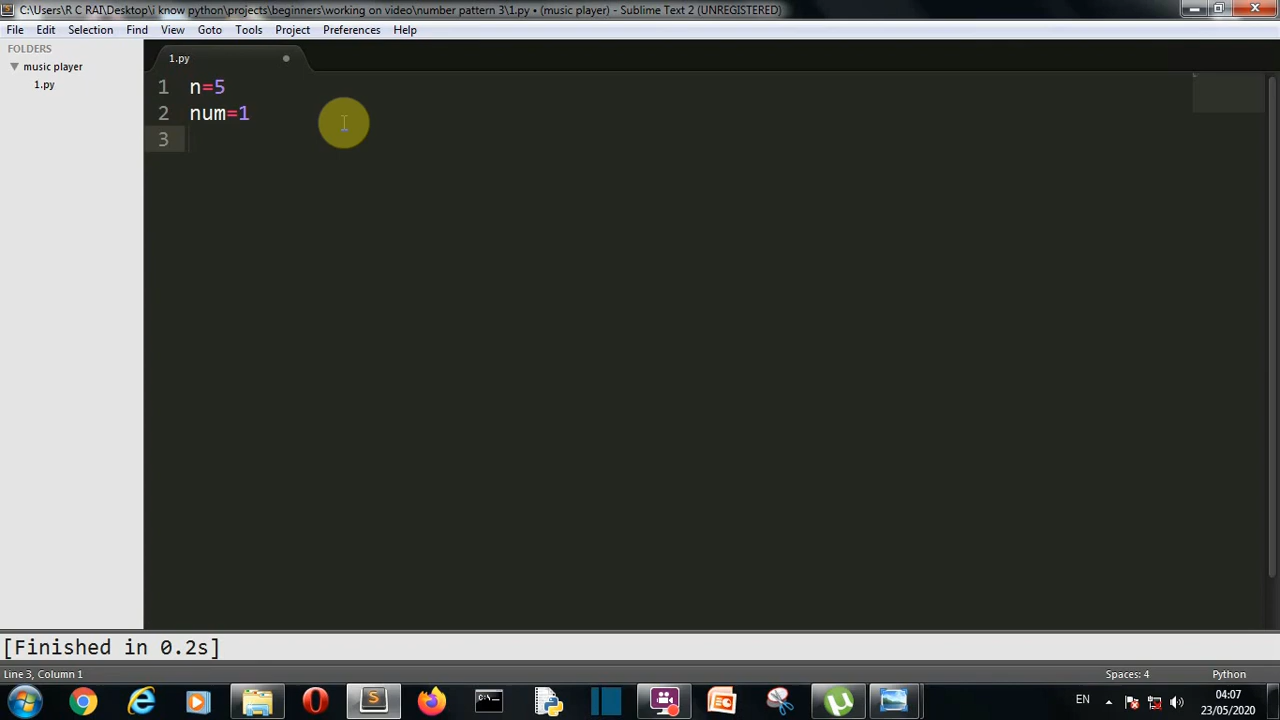 C:\Users\R C RAI\Desktop\i know python\projects\beginners\working on video\number pattern 3\1.py • (music player) - Sublime Text 2 (UNREGISTERED)
File Edit Selection Find View Goto Tools Project Preferences Help
FOLDERS
music player
1.py
1.py
1 n=5
2 num=1
3
[Finished in 0.2s]
Line 3, Column 1
Spaces: 4
Python
EN
04:07
23/05/2020